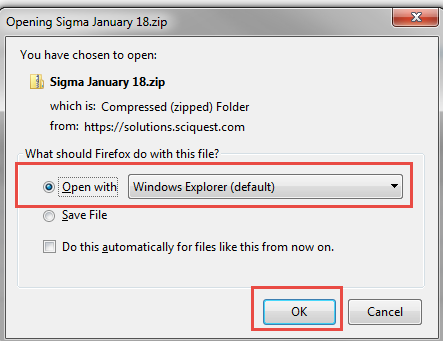 Opening Sigma January 18.zip
You have chosen to open:
Sigma January 18.zip
which is: Compressed (zipped) Folder
from: https://solutions.sciquest.com
What should Firefox do with this file?
Open with Windows Explorer (default)
Save File
Do this automatically for files like this from now on.
OK Cancel